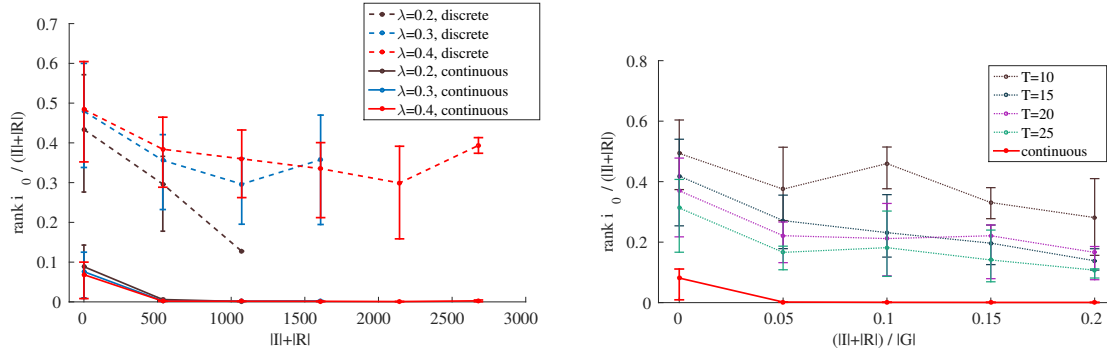 0.7
0.6
0.5
0.4
0.3
0.2
0.1
0
rank i 0 / (|I|+|R|)
0 500 1000 1500 2000 2500 3000
|I|+|R|
λ=0.2, discrete
λ=0.3, discrete
λ=0.4, discrete
λ=0.2, continuous
λ=0.3, continuous
λ=0.4, continuous
0.8
0.6
0.4
0.2
0
rank i 0 / (|I|+|R|)
0 0.05 0.1 0.15 0.2
(|I|+|R|) / |G|
T=10
T=15
T=20
T=25
continuous